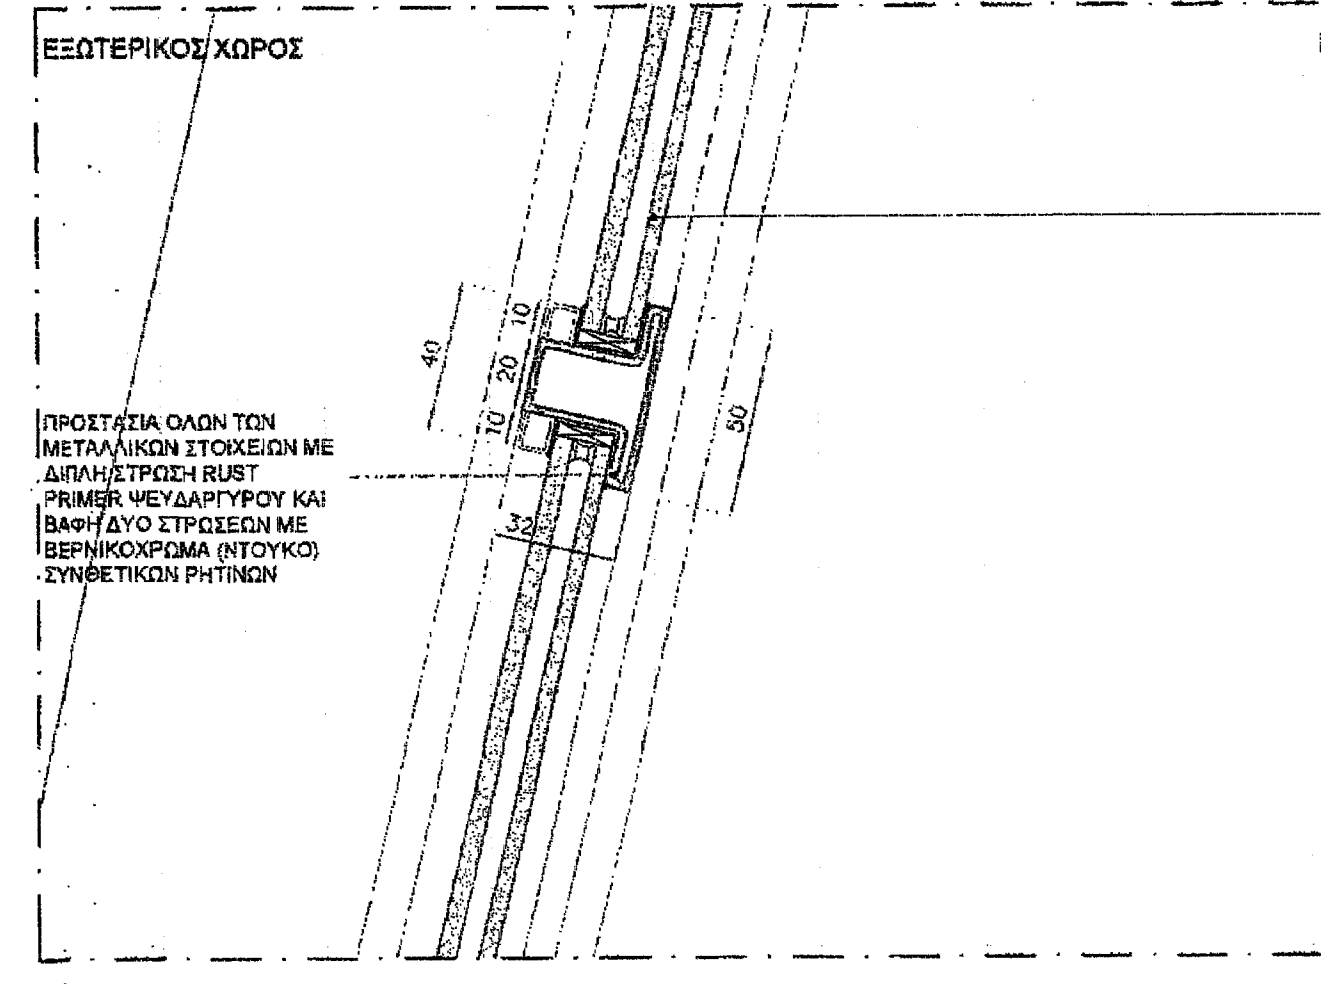 ΕΞΩΤΕΡΙΚΟΣ ΧΩΡΟΣ
10
40
20
10
50
ΠΡΟΣΤΑΣΙΑ ΟΛΩΝ ΤΩΝ
ΜΕΤΑΛΛΙΚΩΝ ΣΤΟΙΧΕΙΩΝ ΜΕ
ΔΙΠΛΗ ΣΤΡΩΣΗ RUST
PRIMER ΨΕΥΔΑΡΓΥΡΟΥ ΚΑΙ
ΒΑΦΗ ΔΥΟ ΣΤΡΩΣΕΩΝ ΜΕ
ΒΕΡΝΙΚΟΧΡΩΜΑ (ΝΤΟΥΚΟ)
ΣΥΝΘΕΤΙΚΩΝ ΡΗΤΙΝΩΝ
32